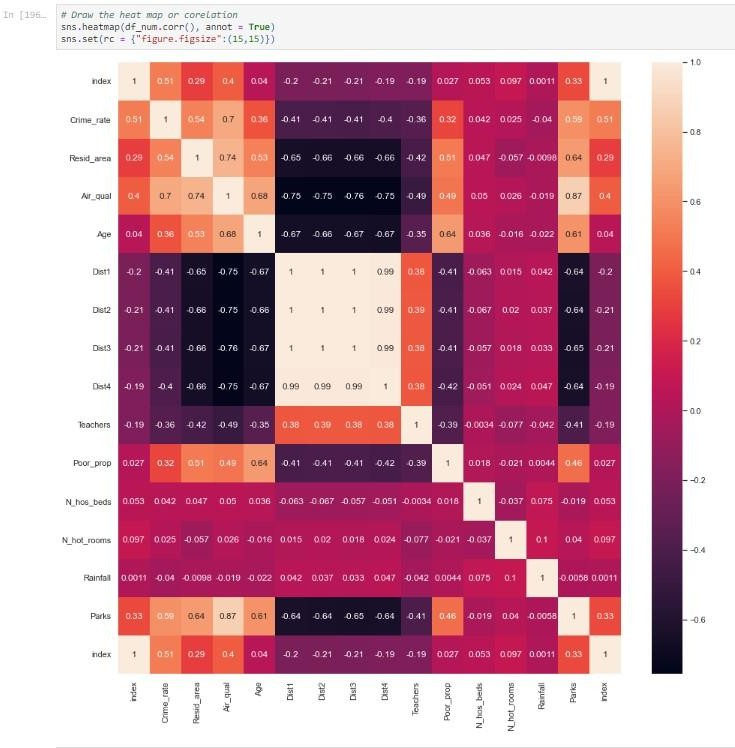 In [196…
# Draw the heat map or corelation
sns.heatmap(df_num.corr(), annot = True)
sns.set(rc = {"figure.figsize":(15,15)})
index 1 0.51 0.29 0.4 0.04 -0.2 -0.21 -0.21 -0.19 -0.19 0.027 0.053 0.097 0.0011 0.33 1
Crime_rate 0.51 1 0.54 0.7 0.36 -0.41 -0.41 -0.41 -0.4 -0.36 0.32 0.042 0.025 -0.04 0.59 0.51
Resid_area 0.29 0.54 1 0.74 0.53 -0.65 -0.66 -0.66 -0.66 -0.42 0.51 0.047 -0.057 -0.0098 0.64 0.29
Air_qual 0.4 0.7 0.74 1 0.68 -0.75 -0.75 -0.76 -0.75 -0.49 0.49 0.05 0.026 -0.019 0.87 0.4
Age 0.04 0.36 0.53 0.68 1 -0.67 -0.66 -0.67 -0.67 -0.35 0.64 0.036 -0.016 -0.022 0.61 0.04
Dist1 -0.2 -0.41 -0.65 -0.75 -0.67 1 1 1 0.99 0.38 -0.41 -0.063 0.015 0.042 -0.64 -0.2
Dist2 -0.21 -0.41 -0.66 -0.75 -0.66 1 1 1 0.99 0.39 -0.41 -0.067 0.02 0.037 -0.64 -0.21
Dist3 -0.21 -0.41 -0.66 -0.76 -0.67 1 1 1 0.99 0.38 -0.41 -0.057 0.018 0.033 -0.65 -0.21
Dist4 -0.19 -0.4 -0.66 -0.75 -0.67 0.99 0.99 0.99 1 0.38 -0.42 -0.051 0.024 0.047 -0.64 -0.19
Teachers -0.19 -0.36 -0.42 -0.49 -0.35 0.38 0.39 0.38 0.38 1 -0.39 -0.0034 -0.077 -0.042 -0.41 -0.19
Poor_prop 0.027 0.32 0.51 0.49 0.64 -0.41 -0.41 -0.41 -0.42 -0.39 1 0.018 -0.021 0.0044 0.46 0.027
N_hos_beds 0.053 0.042 0.047 0.05 0.036 -0.063 -0.067 -0.057 -0.051 -0.0034 0.018 1 -0.037 0.075 -0.019 0.053
N_hot_rooms 0.097 0.025 -0.057 0.026 -0.016 0.015 0.02 0.018 0.024 -0.077 -0.021 -0.037 1 0.1 0.04 0.097
Rainfall 0.0011 -0.04 -0.0098 -0.019 -0.022 0.042 0.037 0.033 0.047 -0.042 0.0044 0.075 0.1 1 -0.0058 0.0011
Parks 0.33 0.59 0.64 0.87 0.61 -0.64 -0.64 -0.65 -0.64 -0.41 0.46 -0.019 0.04 -0.0058 1 0.33
index 1 0.51 0.29 0.4 0.04 -0.2 -0.21 -0.21 -0.19 -0.19 0.027 0.053 0.097 0.0011 0.33 1
index Crime_rate Resid_area Air_qual Age Dist1 Dist2 Dist3 Dist4 Teachers Poor_prop N_hos_beds N_hot_rooms Rainfall Parks index
1.0
0.8
0.6
0.4
0.2
0.0
-0.2
-0.4
-0.6